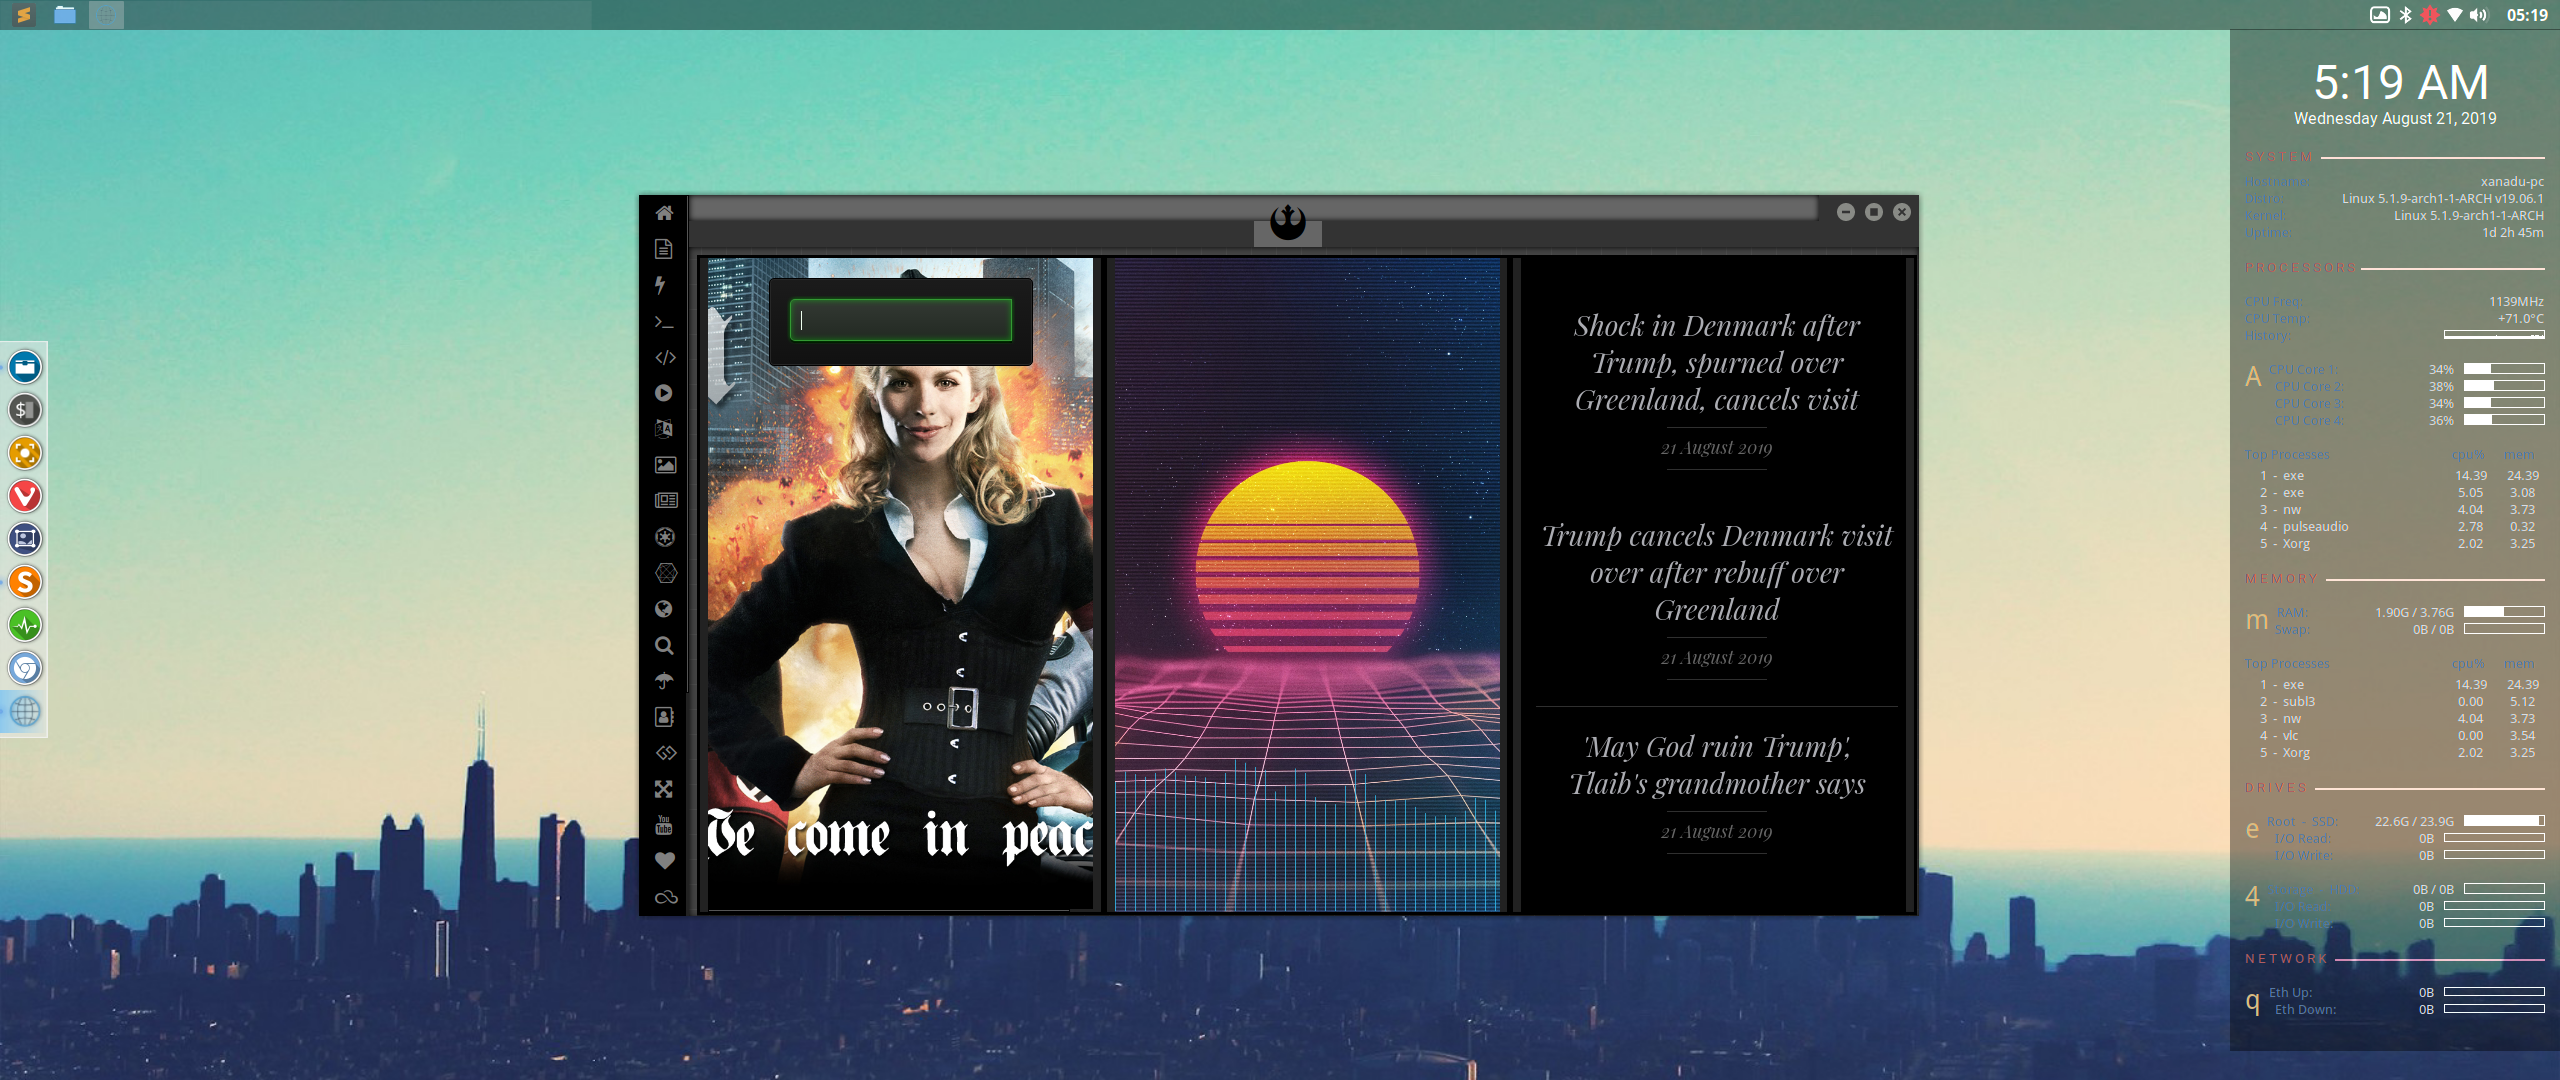 05:19
5:19 AM
Wednesday August 21, 2019
SYSTEM
Hostname: xanadu-pc
Distro: Linux 5.1.9-arch1-1-ARCH v19.06.1
Kernel: Linux 5.1.9-arch1-1-ARCH
Uptime: 1d 2h 45m
PROCESSORS
CPU Freq: 1139MHz
CPU Temp: +71.0°C
History:
A CPU Core 1: 34%
CPU Core 2: 38%
CPU Core 3: 34%
CPU Core 4: 36%
Top Processes cpu% mem
1 - exe 14.39 24.39
2 - exe 5.05 3.08
3 - nw 4.04 3.73
4 - pulseaudio 2.78 0.32
5 - Xorg 2.02 3.25
MEMORY
m RAM: 1.90G / 3.76G
Swap: 0B / 0B
Top Processes cpu% mem
1 - exe 14.39 24.39
2 - subl3 0.00 5.12
3 - nw 4.04 3.73
4 - vlc 0.00 3.54
5 - Xorg 2.02 3.25
DRIVES
e Root - SSD: 22.6G / 23.9G
I/O Read: 0B
I/O Write: 0B
4 0B / 0B
I/O Read: 0B
I/O Write: 0B
NETWORK
q Eth Up: 0B
Eth Down: 0B
We come in peac
Shock in Denmark after
Trump, spurned over
Greenland, cancels visit
21 August 2019
Trump cancels Denmark visit
over after rebuff over
Greenland
21 August 2019
'May God ruin Trump',
Tlaib's grandmother says
21 August 2019
You
Tube